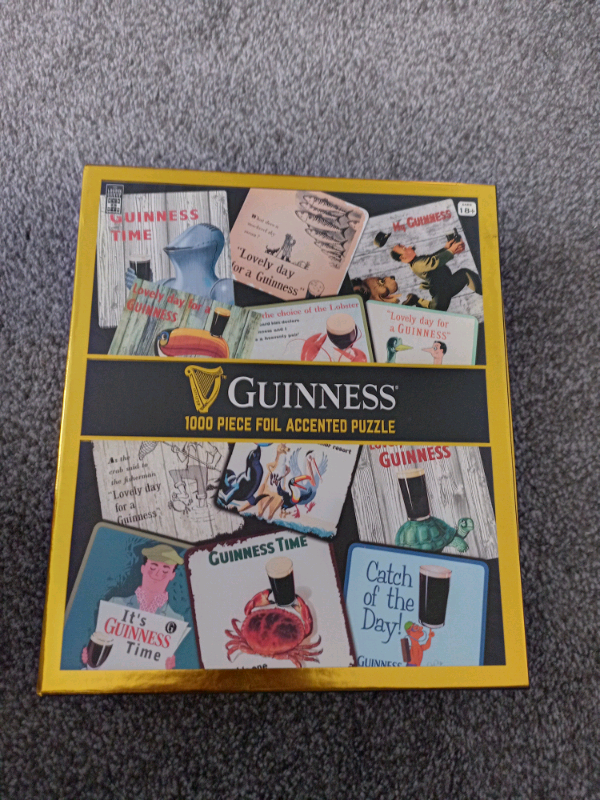 GUINNESS
TIME
"Lovely day
for a Guinness"
My GUINNESS
18+
Lovely day for a
GUINNESS
the choice of the Lobster
"Lovely day for
a GUINNESS"
GUINNESS
1000 PIECE FOIL ACCENTED PUZZLE
As the
crab said to
the fisherman
"Lovely day
for a
Guinness"
resort
GUINNESS
It's
GUINNESS
Time
GUINNESS TIME
Catch
of the
Day!
GUINNESS